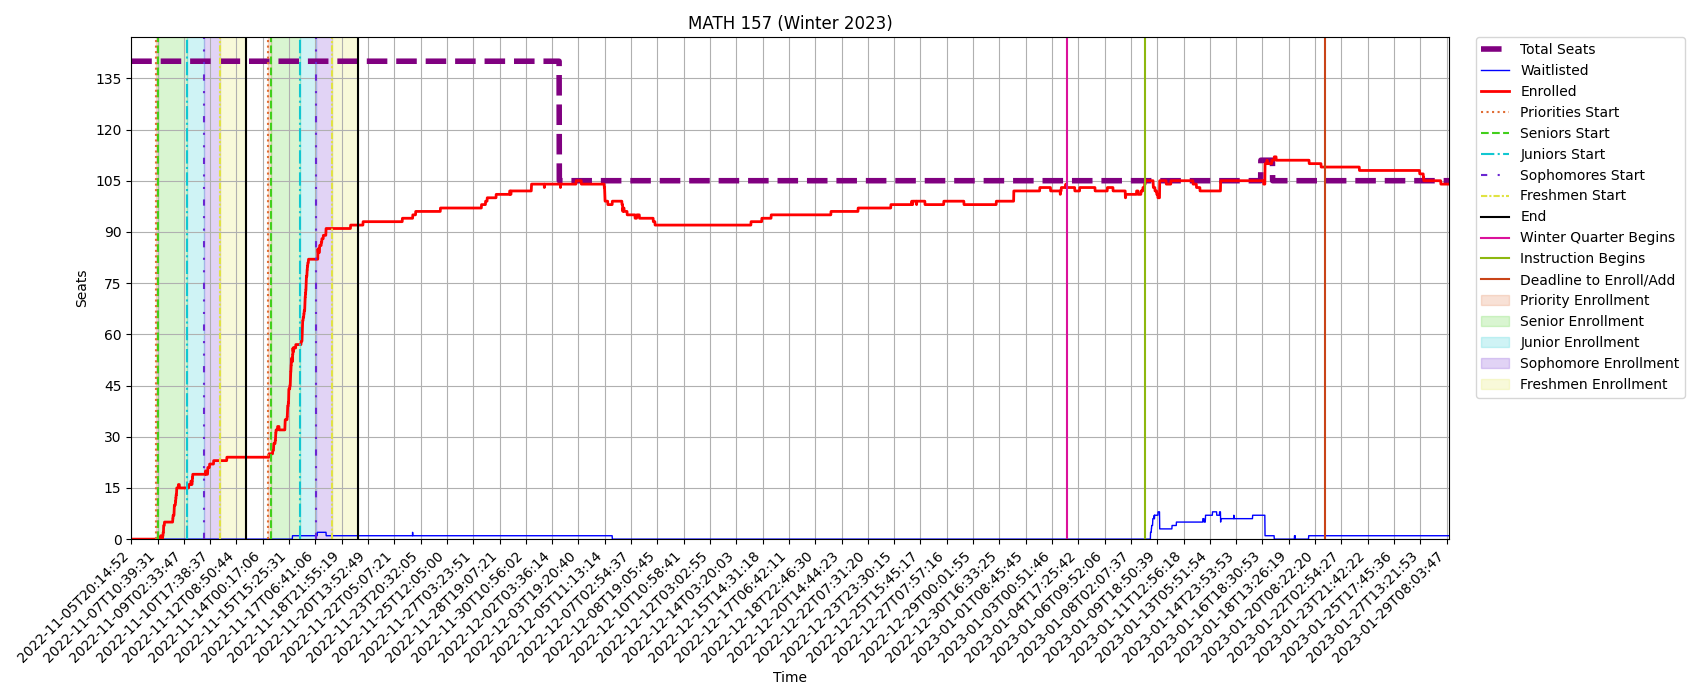 MATH 157 (Winter 2023)
Seats
135
120
105
90
75
60
45
30
15
0
2022-11-05T20:14:52
2022-11-07T10:39:31
2022-11-09T02:33:47
2022-11-10T17:38:37
2022-11-12T08:50:44
2022-11-14T00:17:06
2022-11-15T15:25:31
2022-11-17T06:41:06
2022-11-18T21:55:19
2022-11-20T13:52:49
2022-11-22T05:07:21
2022-11-23T20:32:05
2022-11-25T12:05:00
2022-11-27T03:23:51
2022-11-28T19:07:21
2022-11-30T10:56:02
2022-12-02T03:36:14
2022-12-03T19:20:40
2022-12-05T11:13:14
2022-12-07T02:54:37
2022-12-08T19:05:45
2022-12-10T10:58:41
2022-12-12T03:02:55
2022-12-13T20:03
2022-12-15T14:31:18
2022-12-17T06:42:11
2022-12-18T22:46:30
2022-12-20T14:44:23
2022-12-22T07:31:20
2022-12-23T23:30:15
2022-12-25T15:45:17
2022-12-27T07:57:16
2022-12-29T00:01:55
2022-12-30T16:33:25
2023-01-01T08:45:45
2023-01-03T00:51:46
2023-01-04T17:25:42
2023-01-06T09:52:06
2023-01-08T02:07:37
2023-01-09T18:50:39
2023-01-11T12:56:18
2023-01-13T05:51:54
2023-01-14T23:53:53
2023-01-16T18:30:53
2023-01-18T13:26:19
2023-01-20T08:22:20
2023-01-22T02:54:27
2023-01-23T21:42:22
2023-01-25T17:45:36
2023-01-27T13:21:53
2023-01-29T08:03:47
Time
Total Seats
Waitlisted
Enrolled
Priorities Start
Seniors Start
Juniors Start
Sophomores Start
Freshmen Start
End
Winter Quarter Begins
Instruction Begins
Deadline to Enroll/Add
Priority Enrollment
Senior Enrollment
Junior Enrollment
Sophomore Enrollment
Freshmen Enrollment